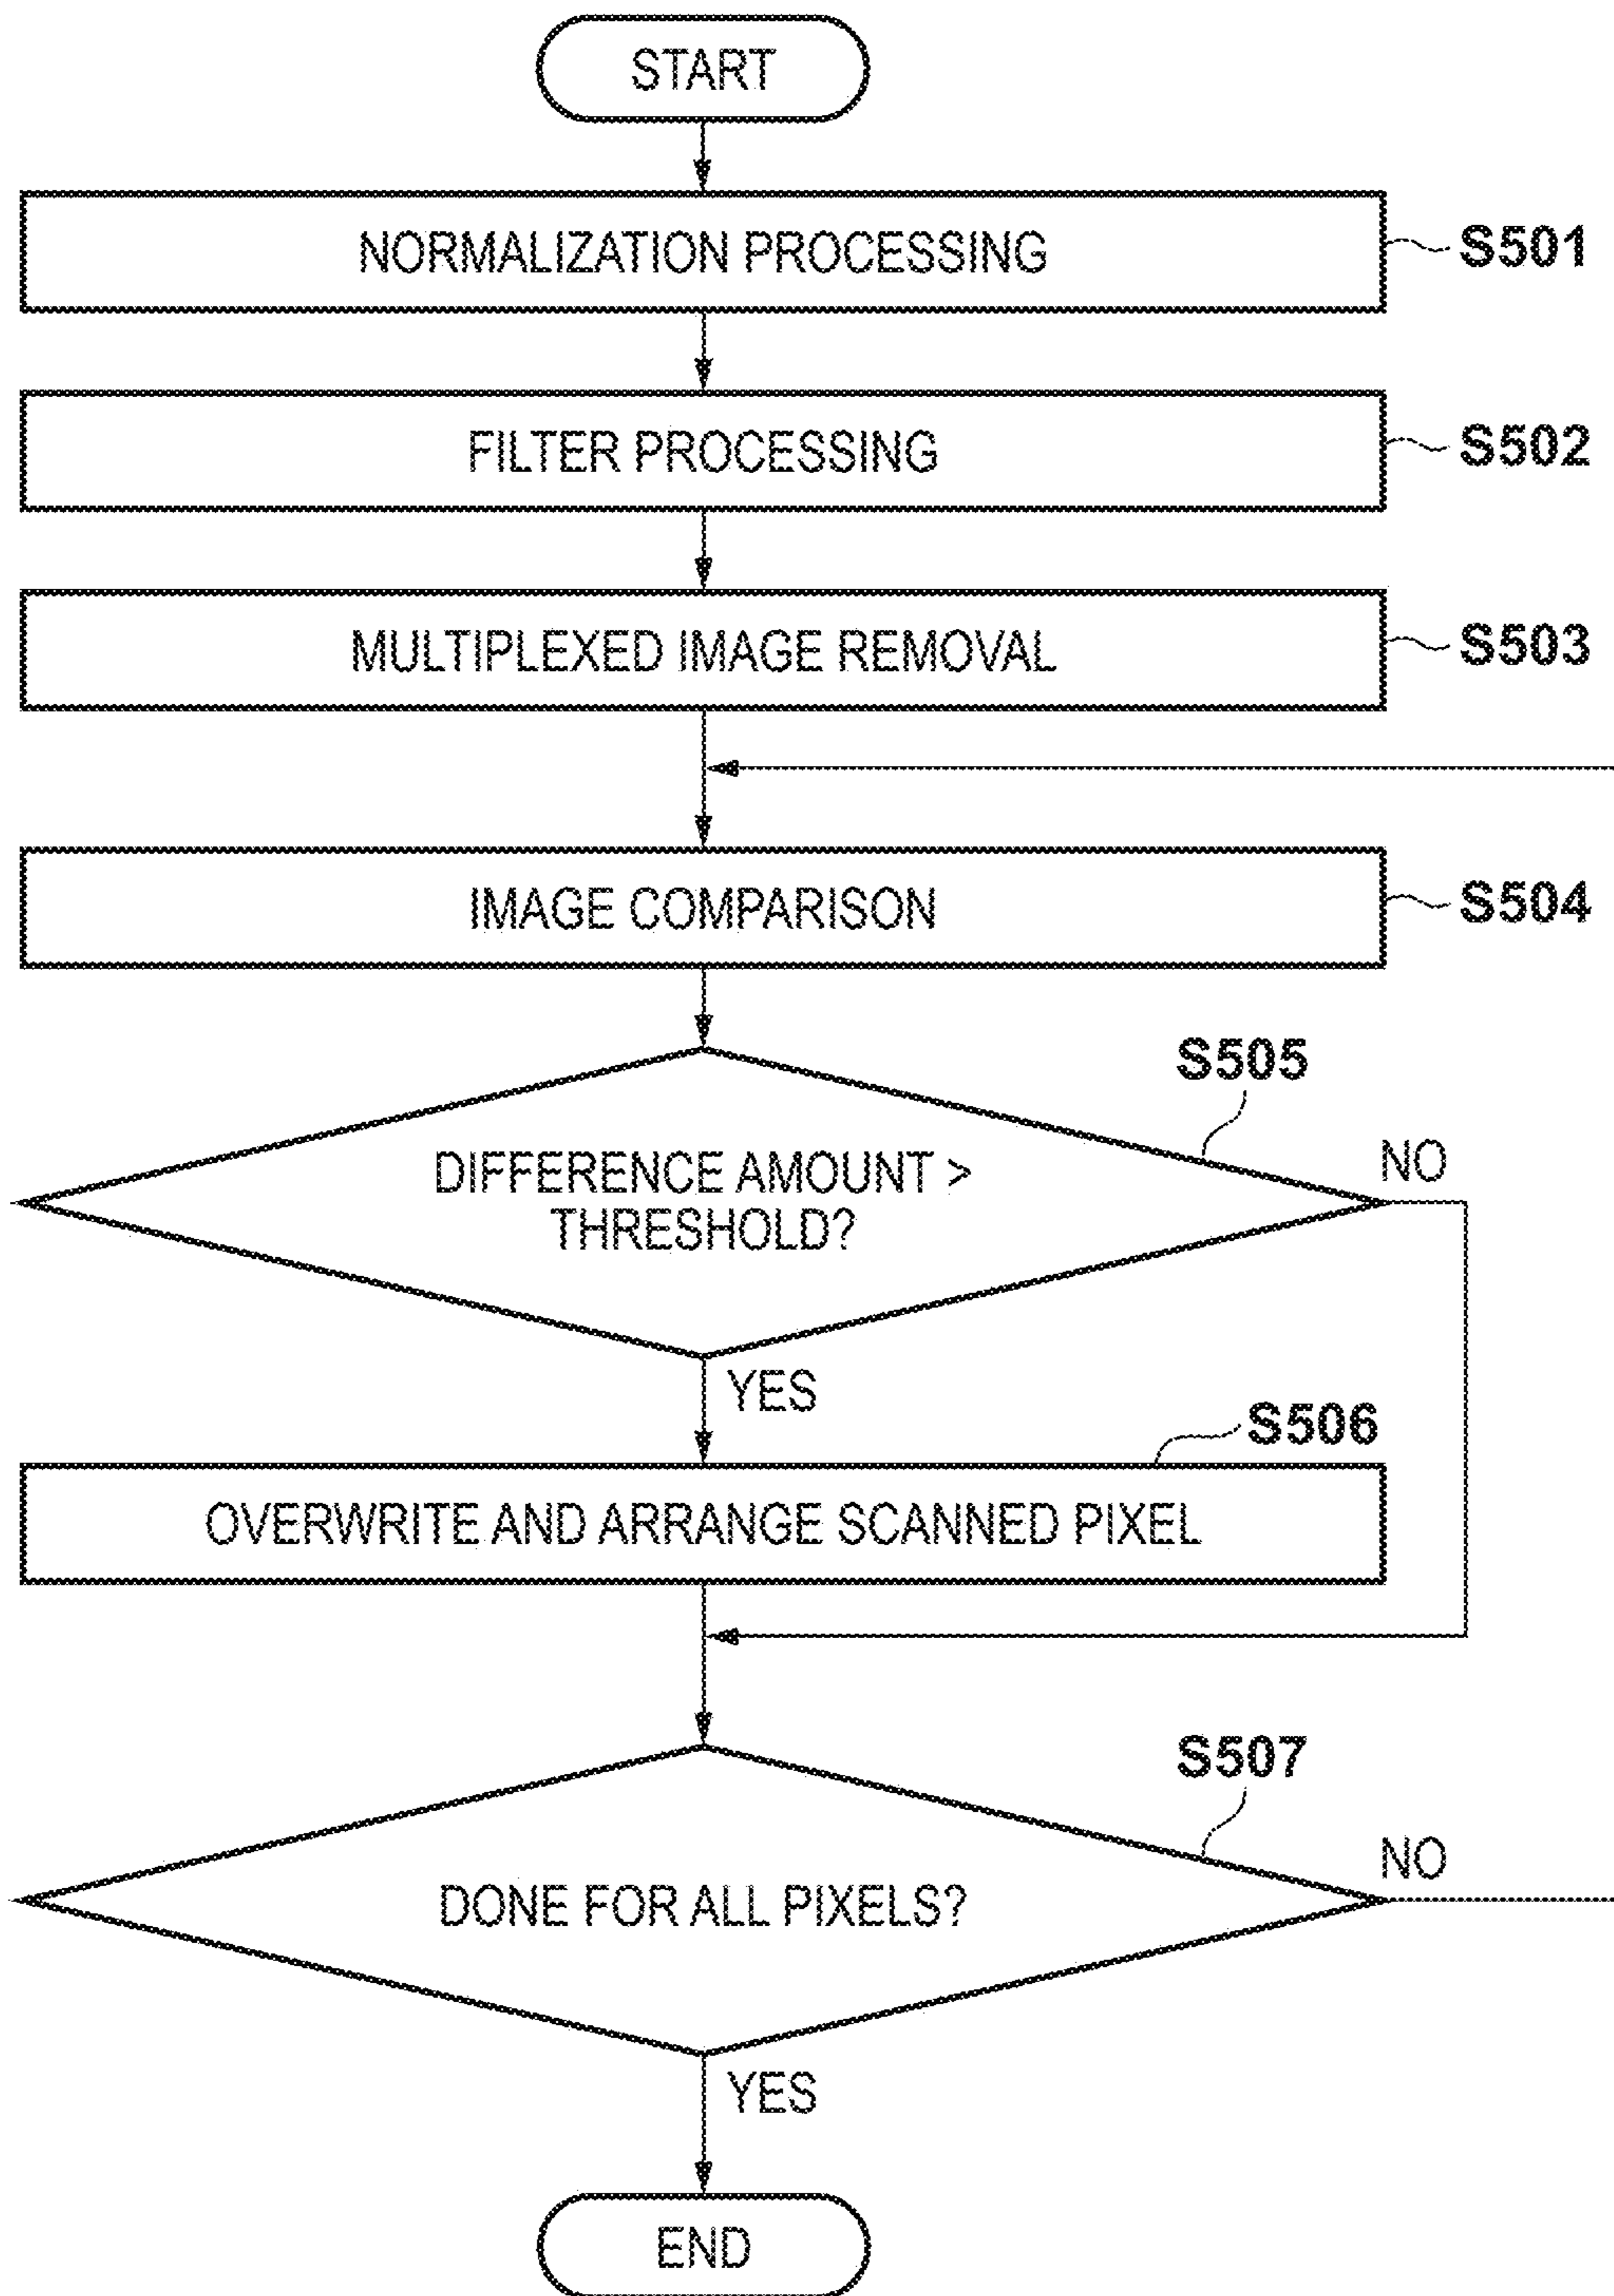 START
NORMALIZATION PROCESSING
S501
FILTER PROCESSING
S502
MULTIPLEXED IMAGE REMOVAL
S503
IMAGE COMPARISON
S504
S505
DIFFERENCE AMOUNT >
THRESHOLD?
NO
YES
S506
OVERWRITE AND ARRANGE SCANNED PIXEL
S507
DONE FOR ALL PIXELS?
NO
YES
END